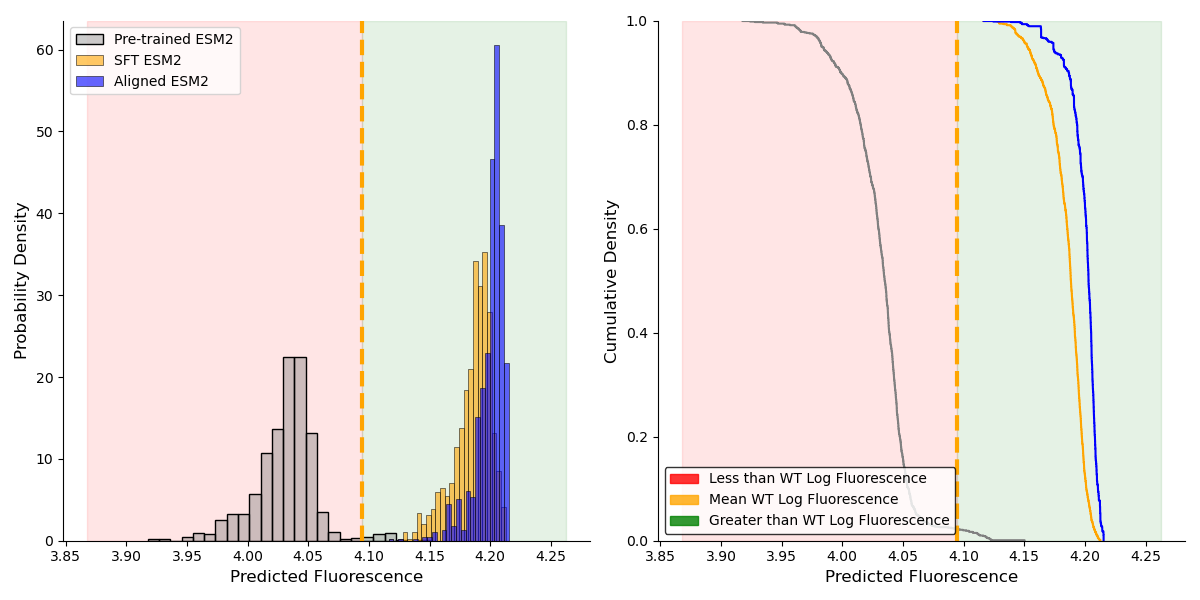 Pre-trained ESM2
SFT ESM2
Aligned ESM2
Probability Density
60
50
40
30
20
10
0
3.85 3.90 3.95 4.00 4.05 4.10 4.15 4.20 4.25
Predicted Fluorescence
Cumulative Density
1.0
0.8
0.6
0.4
0.2
0.0
Less than WT Log Fluorescence
Mean WT Log Fluorescence
Greater than WT Log Fluorescence
3.85 3.90 3.95 4.00 4.05 4.10 4.15 4.20 4.25
Predicted Fluorescence